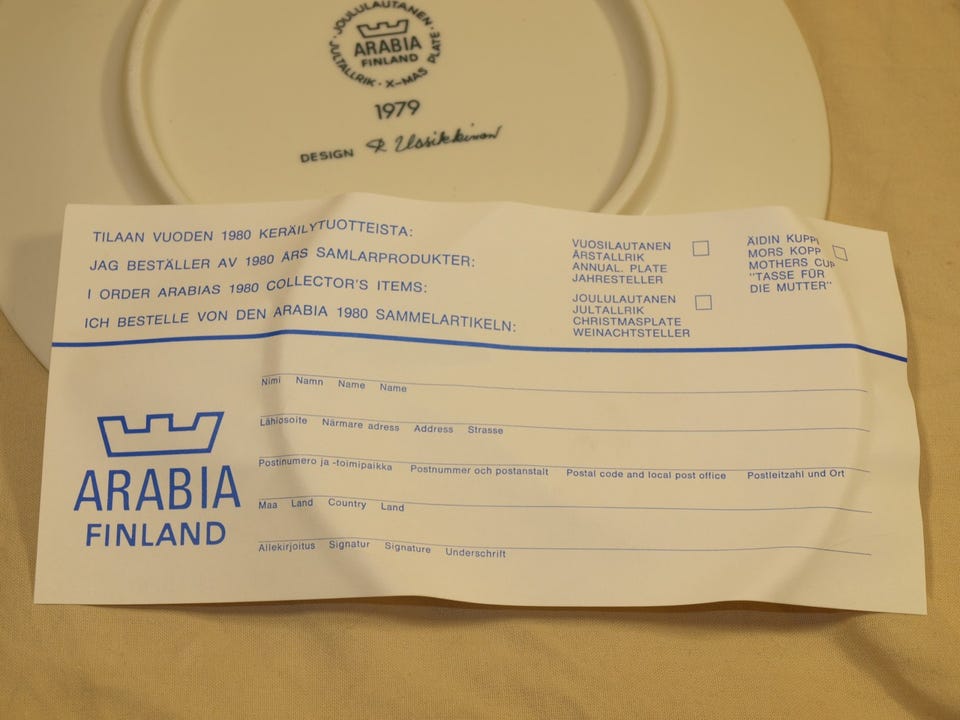 JOULULAUTANEN · JULTALLRIK · X-MAS PLATE ·
ARABIA
FINLAND
1979
DESIGN R Uosikkinen
TILAAN VUODEN 1980 KERÄILYTUOTTEISTA:
JAG BESTÄLLER AV 1980 ÅRS SAMLARPRODUKTER:
I ORDER ARABIAS 1980 COLLECTOR'S ITEMS:
ICH BESTELLE VON DEN ARABIA 1980 SAMMELARTIKELN:
VUOSILAUTANEN
ÅRSTALLRIK
ANNUAL. PLATE
JAHRESTELLER
JOULULAUTANEN
JULTALLRIK
CHRISTMASPLATE
WEINACHTSTELLER
ÄIDIN KUPPI
MORS KOPP
MOTHERS CUP
"TASSE FÜR
DIE MUTTER"
Nimi Namn Name Name
Lähiosoite Närmare adress Address Strasse
Postinumero ja -toimipaikka Postnummer och postanstalt Postal code and local post office Postleitzahl und Ort
Maa Land Country Land
Allekirjoitus Signatur Signature Underschrift
ARABIA
FINLAND